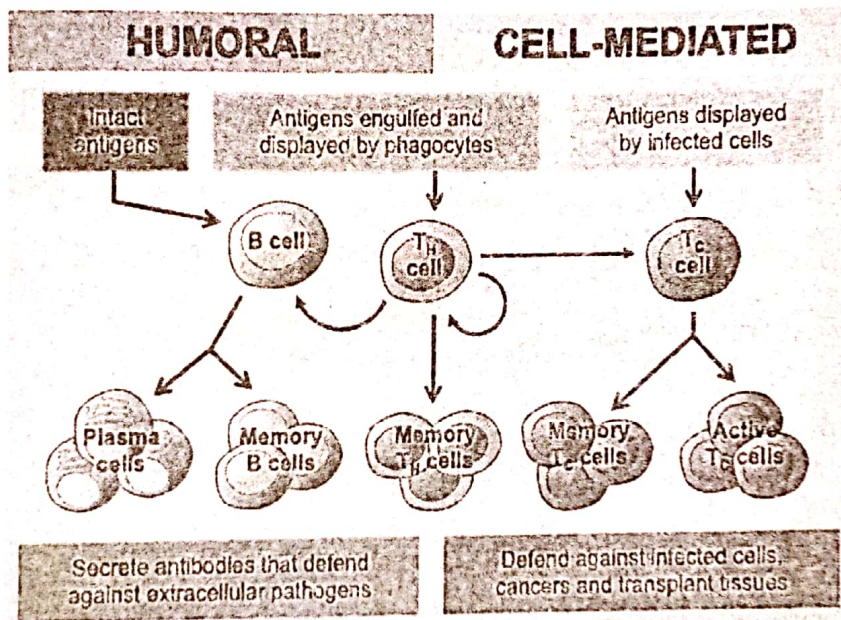 HUMORAL
CELL-MEDIATED
Intact
antigens
Antigens engulfed and
displayed by phagocytes
Antigens displayed
by infected cells
B cell
TH
cell
TC
cell
Plasma
cells
Memory
B cells
Memory
TH cells
Memory
TC cells
Active
TC cells
Secrete antibodies that defend
against extracellular pathogens
Defend against infected cells,
cancers and transplant tissues